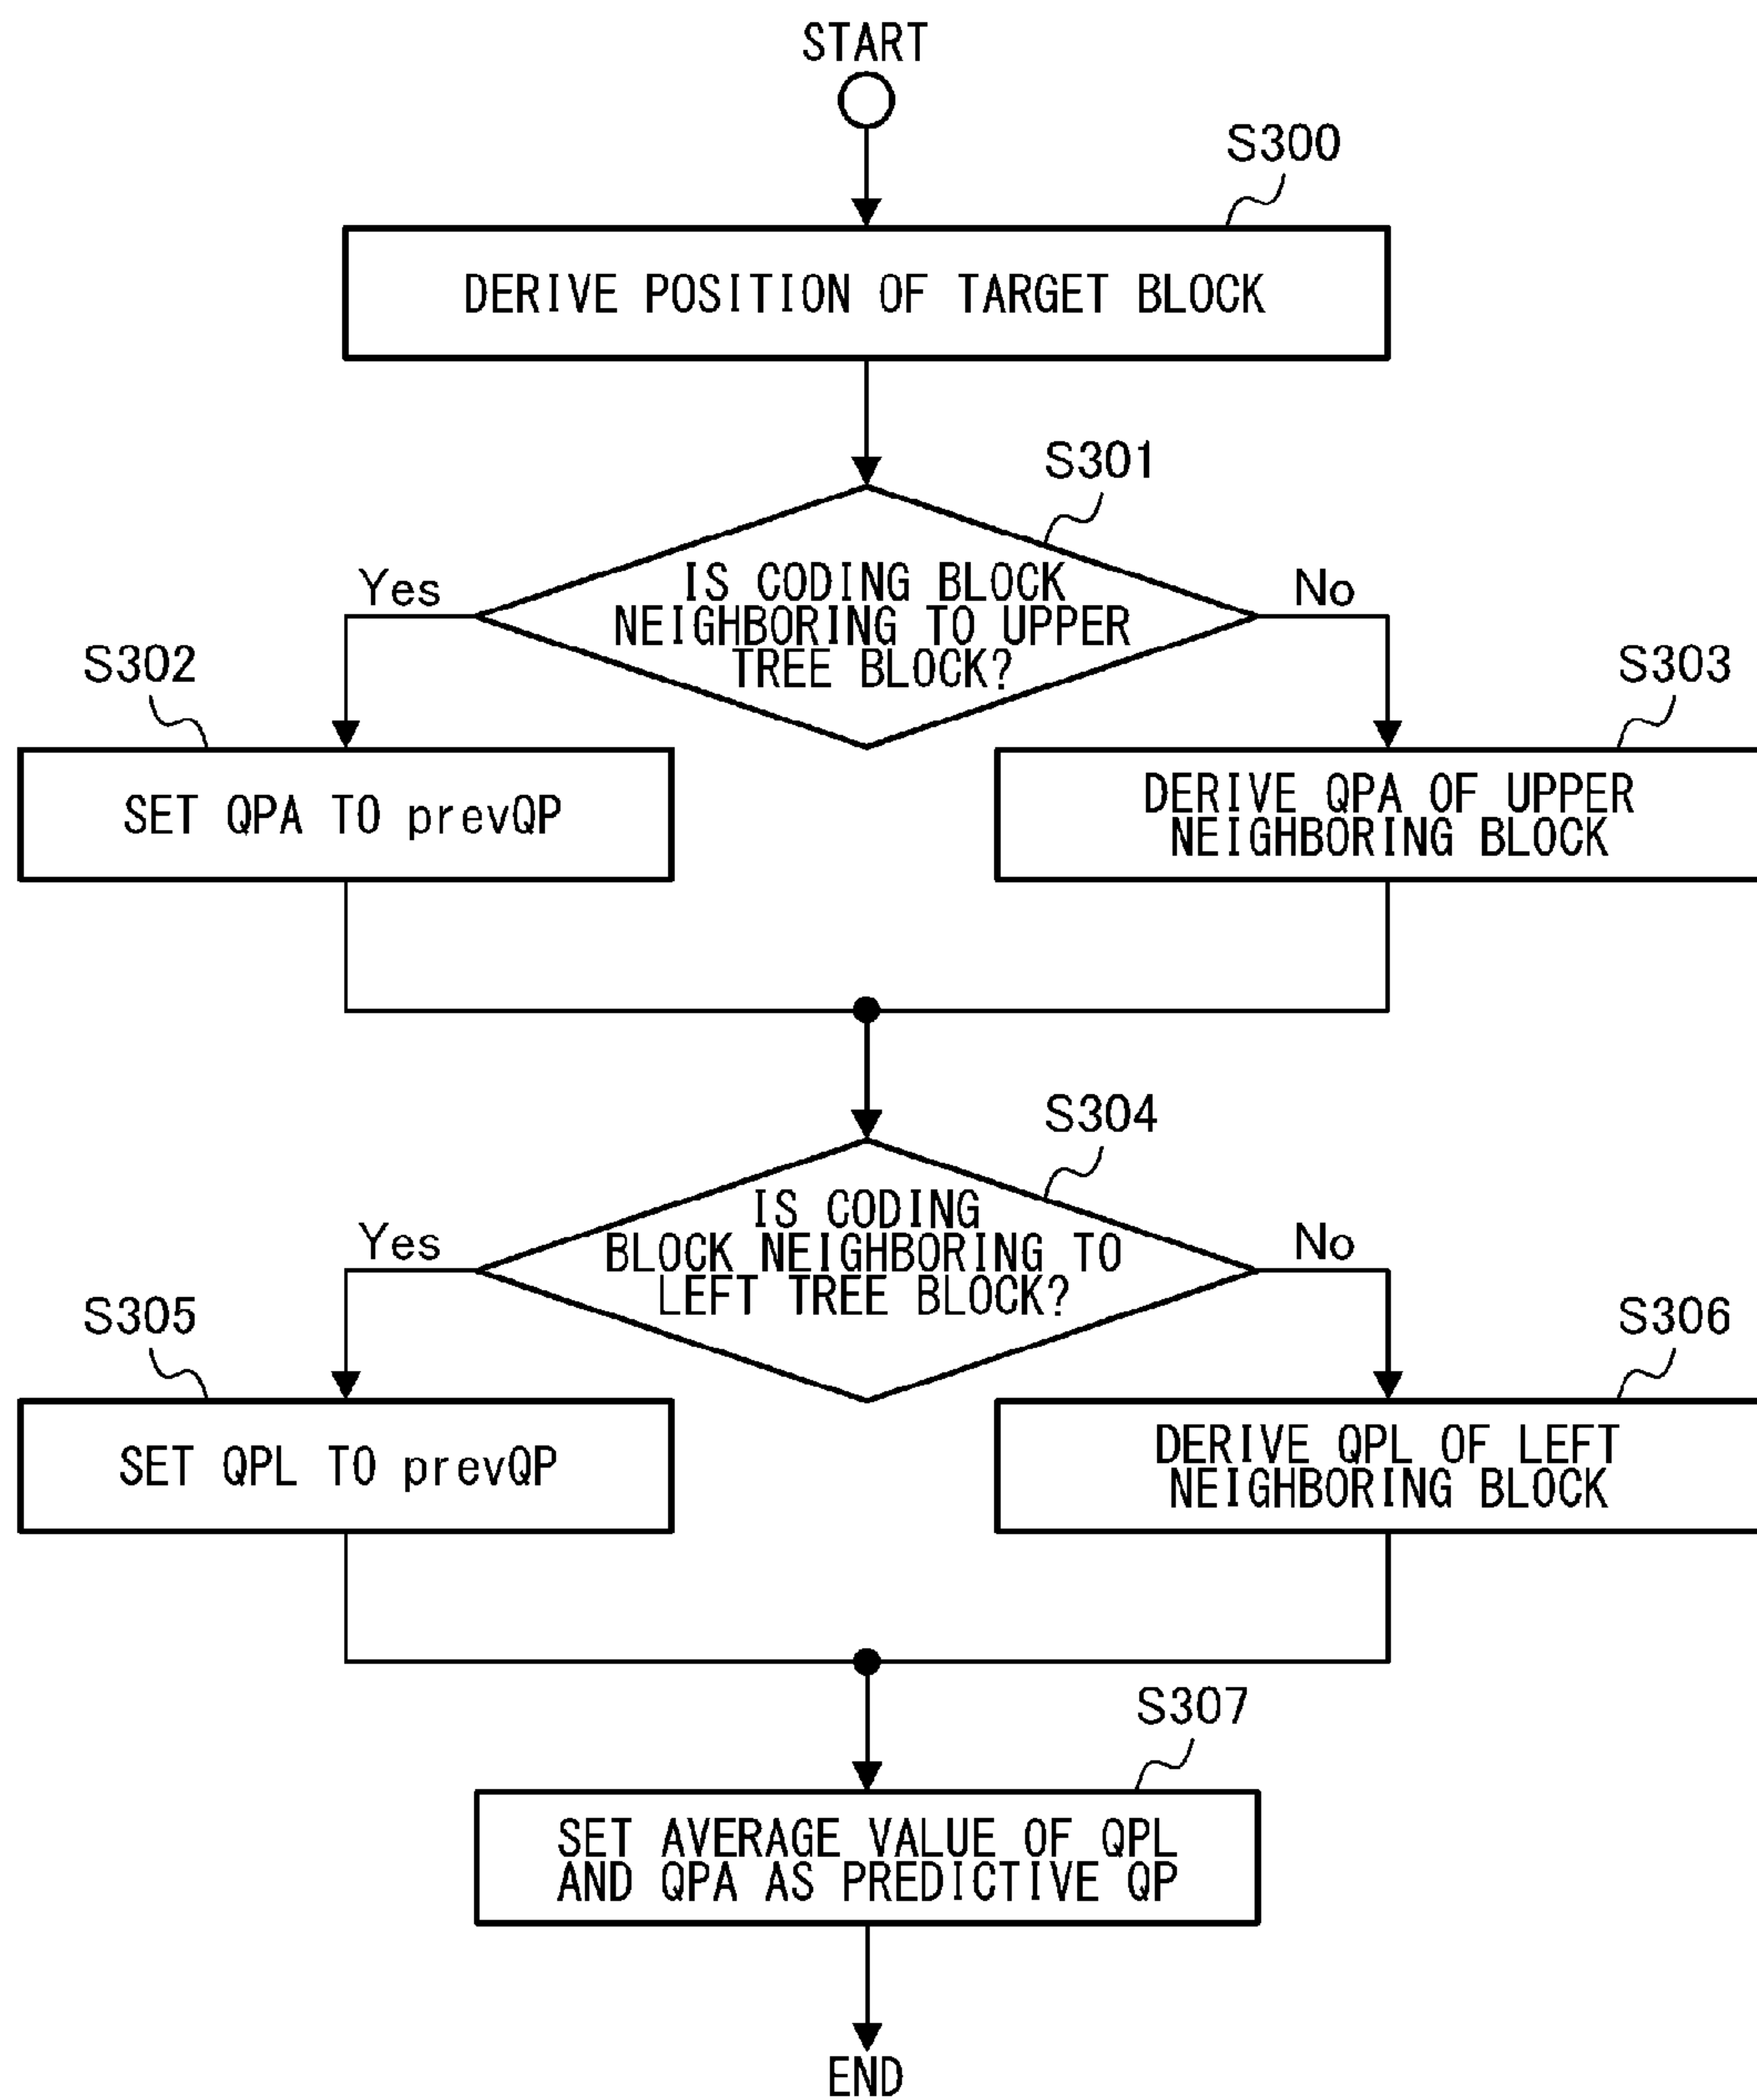 START
S300
DERIVE POSITION OF TARGET BLOCK
S301
IS CODING BLOCK
NEIGHBORING TO UPPER
TREE BLOCK?
Yes
No
S302
S303
SET QPA TO prevQP
DERIVE QPA OF UPPER
NEIGHBORING BLOCK
S304
IS CODING
BLOCK NEIGHBORING TO
LEFT TREE BLOCK?
Yes
No
S305
S306
SET QPL TO prevQP
DERIVE QPL OF LEFT
NEIGHBORING BLOCK
S307
SET AVERAGE VALUE OF QPL
AND QPA AS PREDICTIVE QP
END